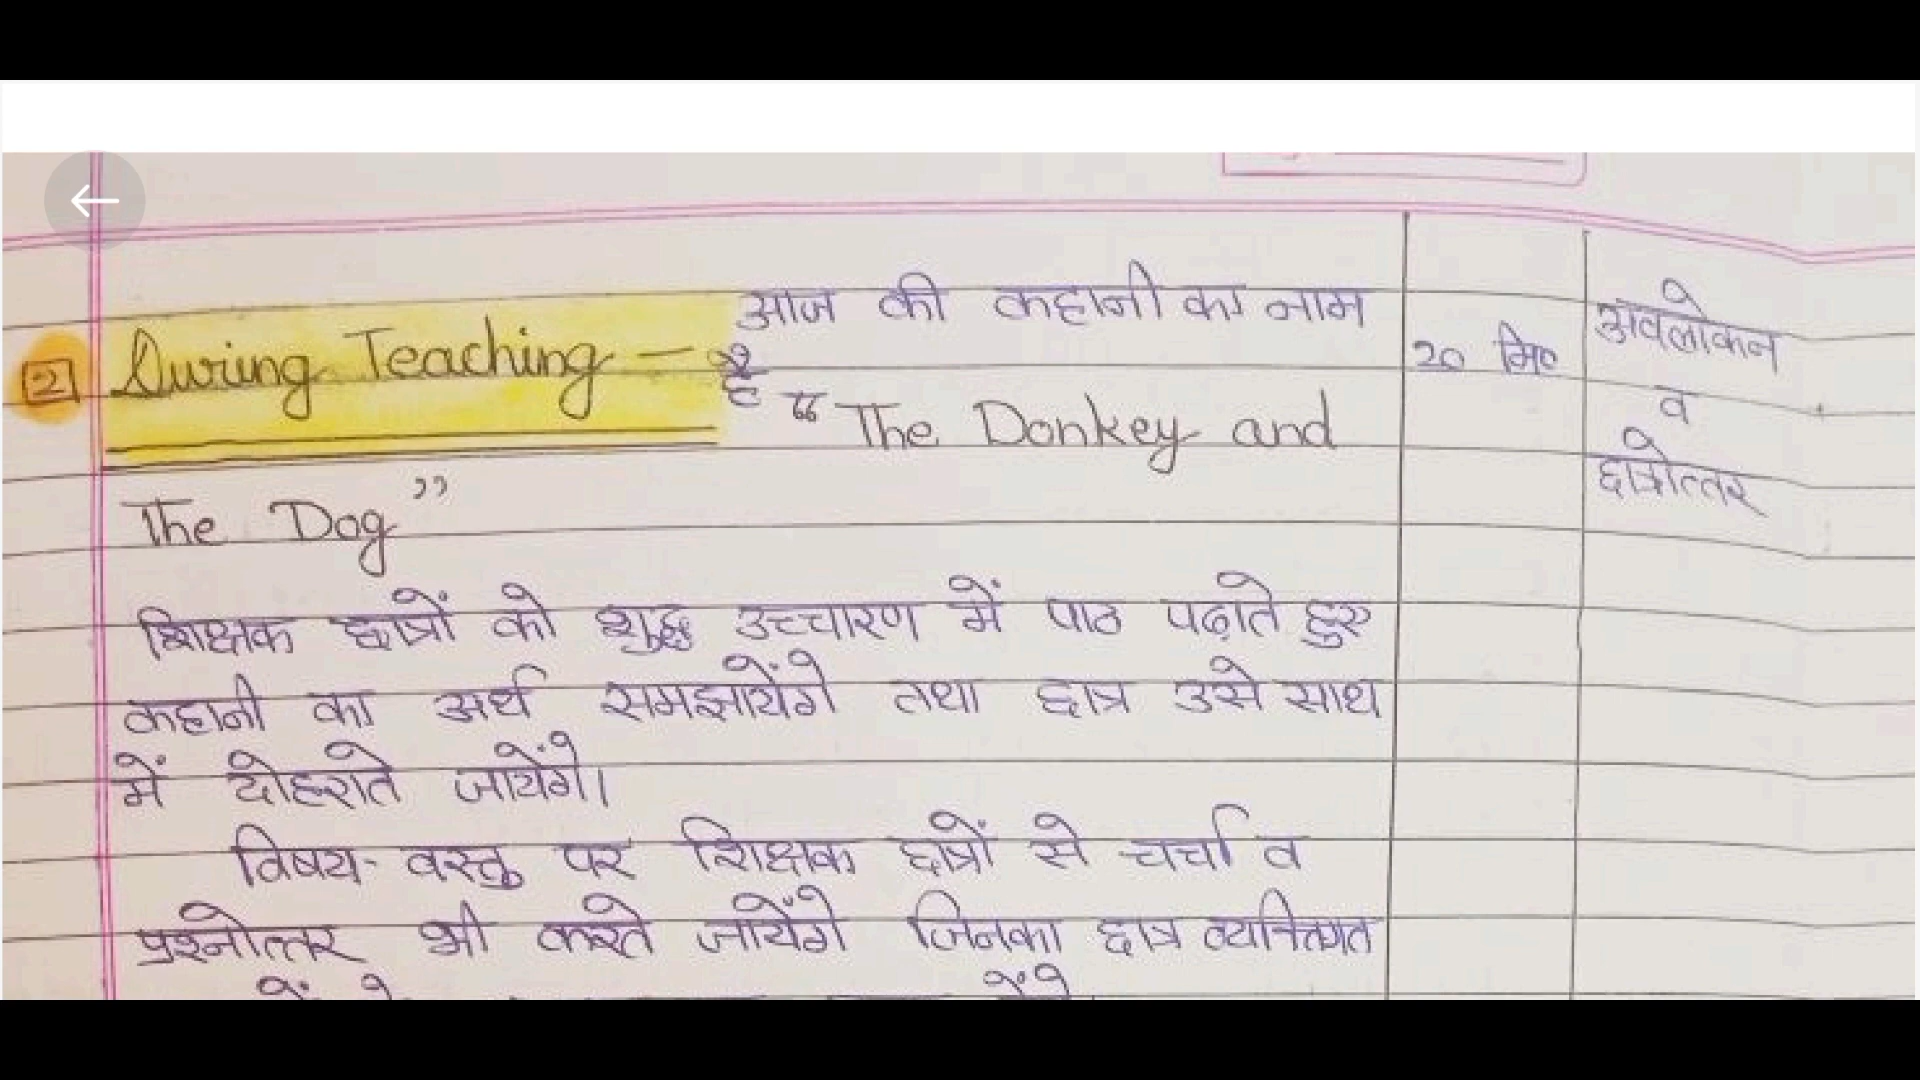 आज की कहानी का नाम
[2] During Teaching - है "The Donkey and
The Dog"
शिक्षक छात्रों को शुद्ध उच्चारण में पाठ पढ़ाते हुए
कहानी का अर्थ समझायेंगे तथा छात्र उसे साथ
में दोहराते जायेंगे।
विषय-वस्तु पर शिक्षक छात्रों से चर्चा व
प्रश्नोत्तर भी करते जायेंगे जिनका छात्र व्यक्तिगत
20 मि०
अवलोकन
व
छात्रोत्तर